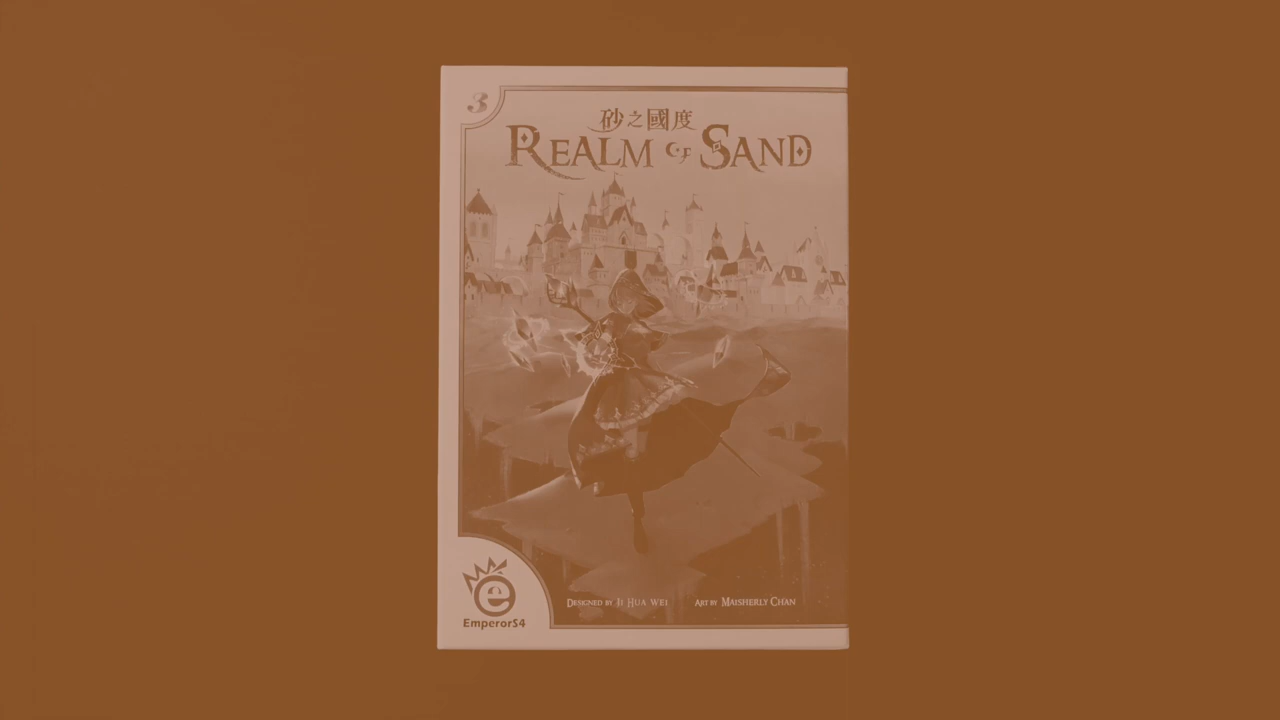 3
砂之國度
REALM OF SAND
DESIGNED BY JI HUA WEI
ART BY MAISHERLY CHAN
e
EmperorS4